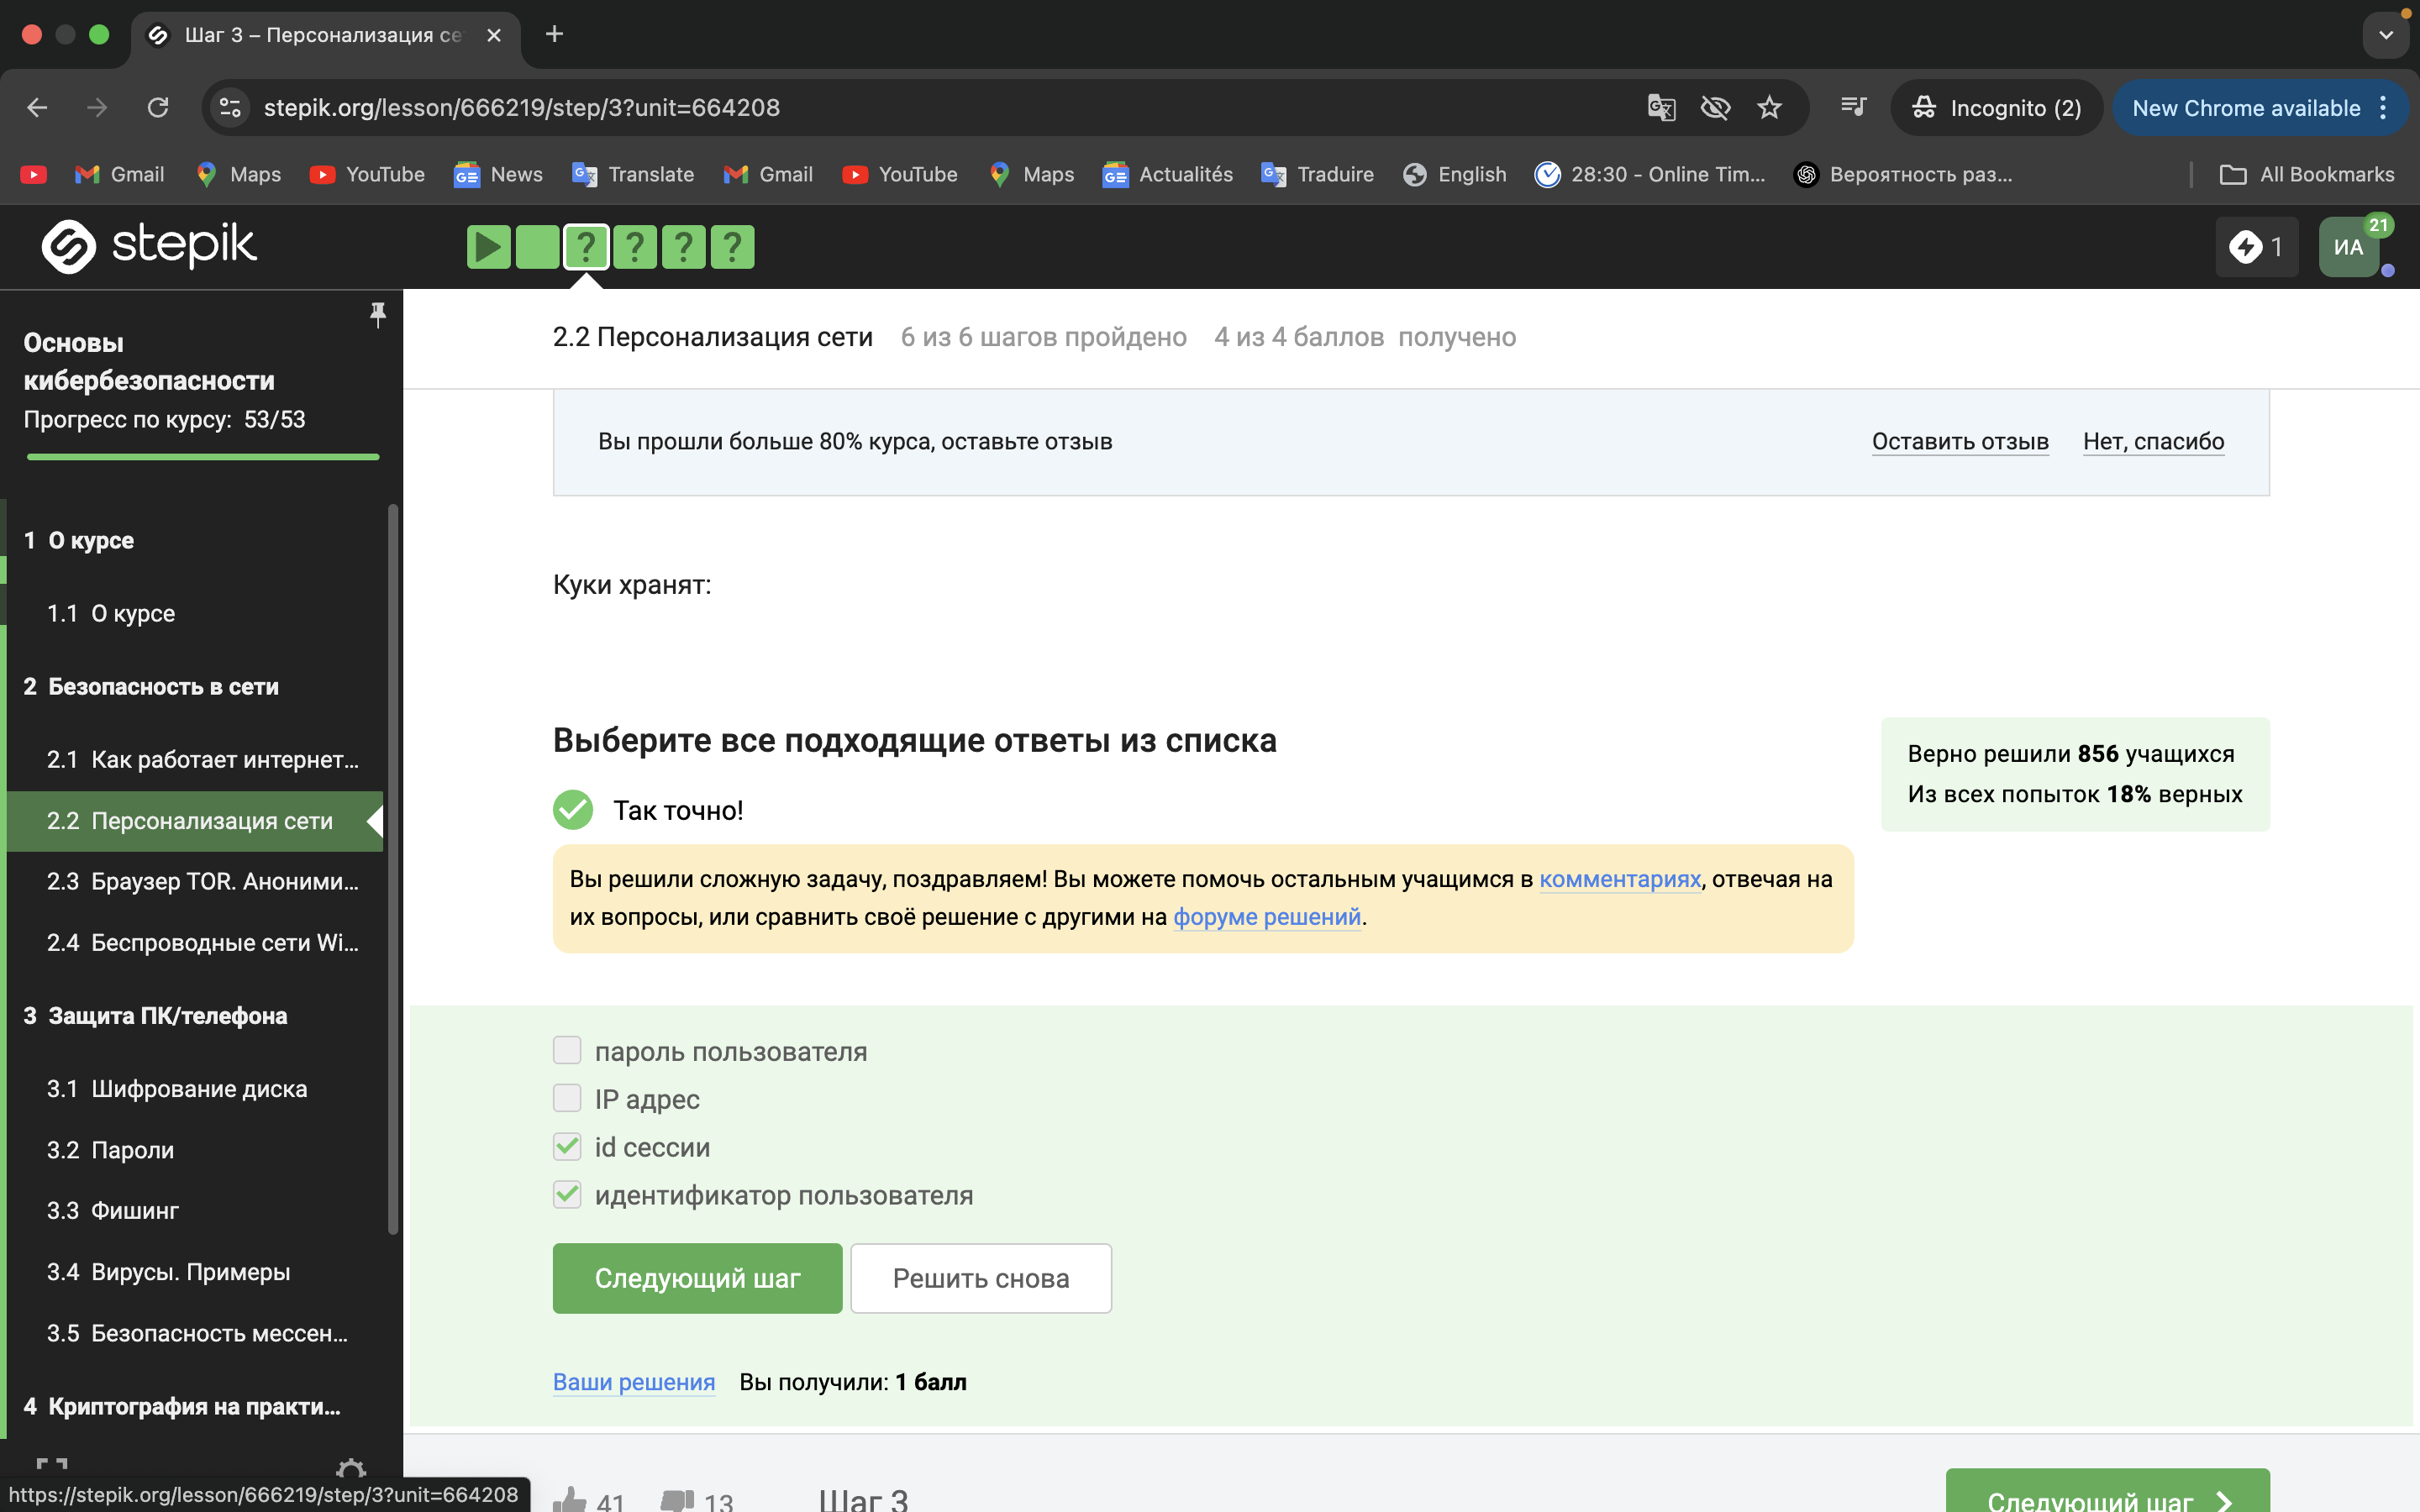 Шаг 3 – Персонализация се
stepik.org/lesson/666219/step/3?unit=664208
Incognito (2)
New Chrome available
Gmail
Maps
YouTube
News
Translate
Gmail
YouTube
Maps
Actualités
Traduire
English
28:30 - Online Tim...
Вероятность раз...
All Bookmarks
stepik
1
ИА
21
Основы
кибербезопасности
Прогресс по курсу: 53/53
1 О курсе
1.1 О курсе
2 Безопасность в сети
2.1 Как работает интернет...
2.2 Персонализация сети
2.3 Браузер TOR. Аноними...
2.4 Беспроводные сети Wi...
3 Защита ПК/телефона
3.1 Шифрование диска
3.2 Пароли
3.3 Фишинг
3.4 Вирусы. Примеры
3.5 Безопасность мессен...
4 Криптография на практи...
https://stepik.org/lesson/666219/step/3?unit=664208
2.2 Персонализация сети 6 из 6 шагов пройдено 4 из 4 баллов получено
Вы прошли больше 80% курса, оставьте отзыв
Оставить отзыв
Нет, спасибо
Куки хранят:
Выберите все подходящие ответы из списка
Верно решили 856 учащихся
Из всех попыток 18% верных
Так точно!
Вы решили сложную задачу, поздравляем! Вы можете помочь остальным учащимся в комментариях, отвечая на
их вопросы, или сравнить своё решение с другими на форуме решений.
пароль пользователя
IP адрес
id сессии
идентификатор пользователя
Следующий шаг
Решить снова
Ваши решения Вы получили: 1 балл
41
13
Шаг 3
Следующий шаг